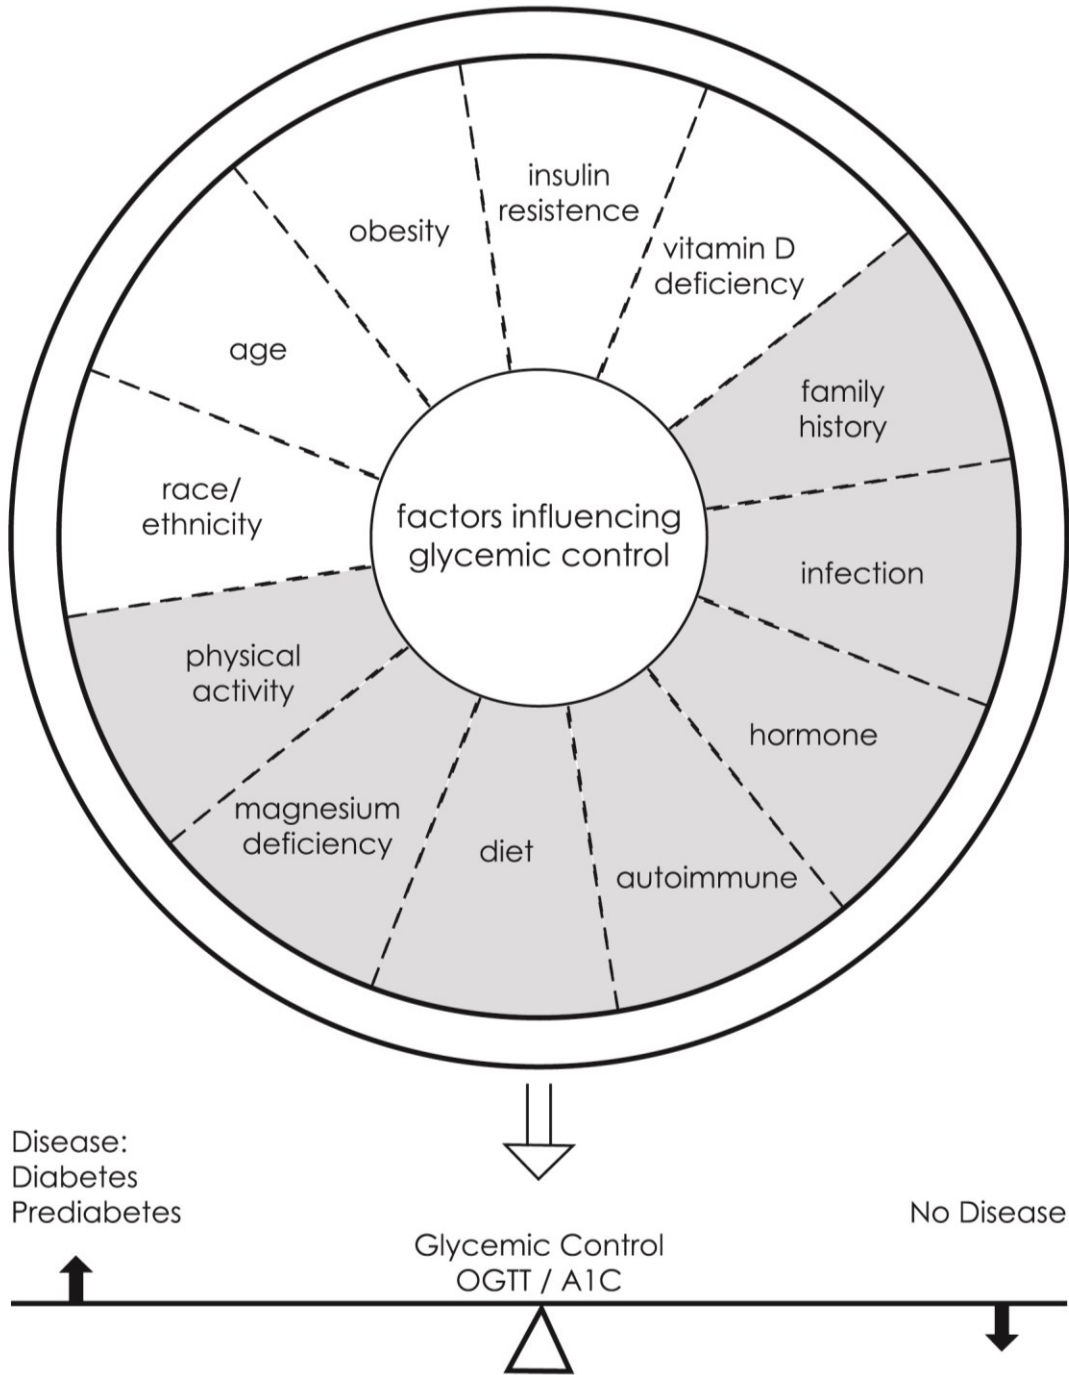 insulin
resistence
obesity
vitamin D
deficiency
age
family
history
race/
ethnicity
factors influencing
glycemic control
infection
physical
activity
hormone
magnesium
deficiency
diet
autoimmune
Disease:
Diabetes
Prediabetes
No Disease
Glycemic Control
OGTT / A1C